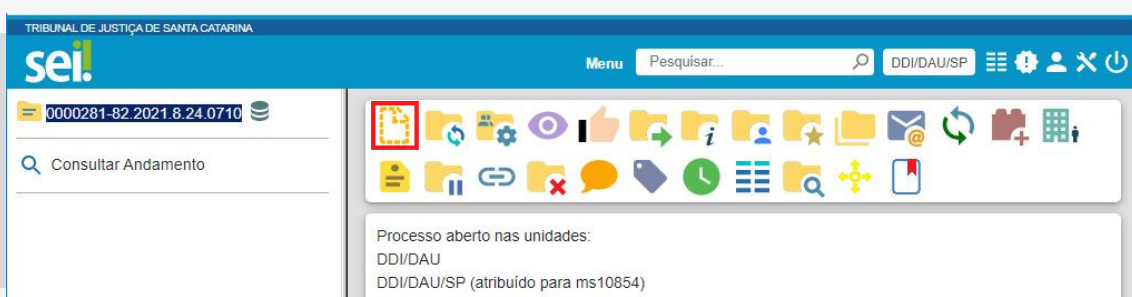 TRIBUNAL DE JUSTIÇA DE SANTA CATARINA
sei!
Menu Pesquisar... DDI/DAU/SP
0000281-82.2021.8.24.0710
Consultar Andamento
Processo aberto nas unidades:
DDI/DAU
DDI/DAU/SP (atribuído para ms10854)